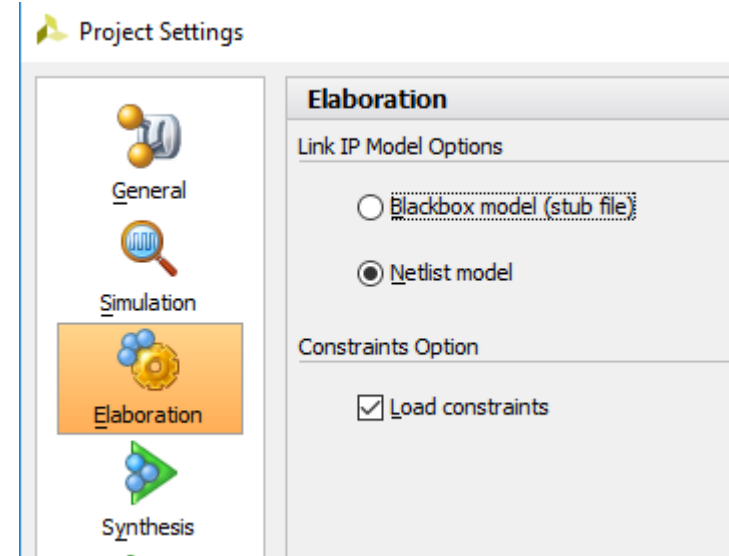 Project Settings
General
Simulation
Elaboration
Synthesis
Elaboration
Link IP Model Options
Blackbox model (stub file)
Netlist model
Constraints Option
Load constraints